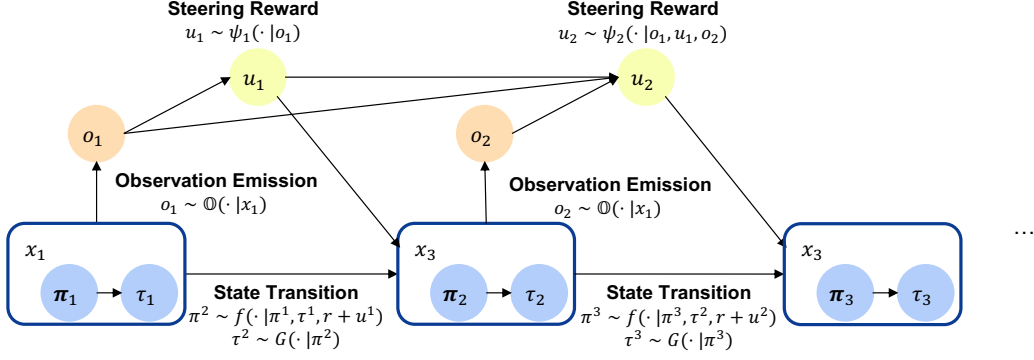 Steering Reward
u₁ ~ ψ₁(· |o₁)
Steering Reward
u₂ ~ ψ₂(· |o₁, u₁, o₂)
u₁
u₂
o₁
o₂
Observation Emission
o₁ ~ 𝕆(· |x₁)
Observation Emission
o₂ ~ 𝕆(· |x₁)
x₁
π₁
τ₁
x₃
π₂
τ₂
x₃
π₃
τ₃
...
State Transition
π² ~ f(· |π¹, τ¹, r + u¹)
τ² ~ G(· |π²)
State Transition
π³ ~ f(· |π³, τ², r + u²)
τ³ ~ G(· |π³)